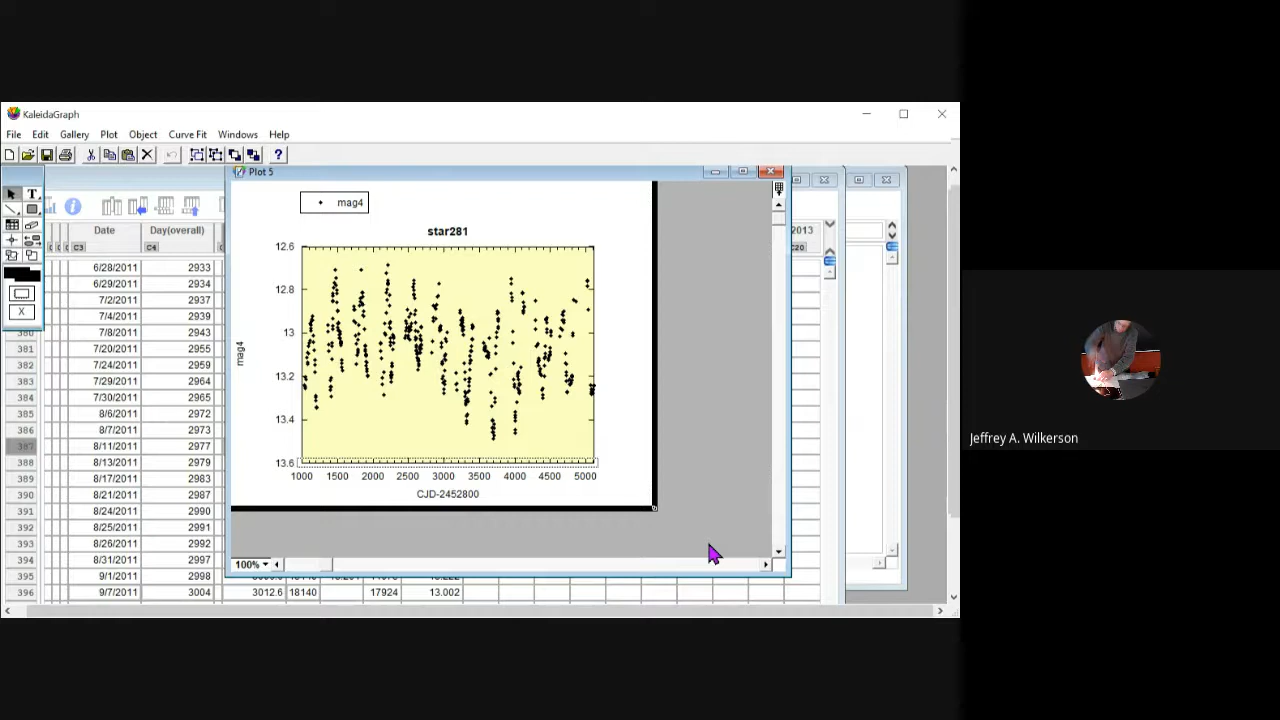 KaleidaGraph
File Edit Gallery Plot Object Curve Fit Windows Help
Plot 5
T
X
Date Day(overall)
C3 C4
2013
C20
6/28/2011 2933
6/29/2011 2934
7/2/2011 2937
7/4/2011 2939
380 7/8/2011 2943
381 7/20/2011 2955
382 7/24/2011 2959
383 7/29/2011 2964
384 7/30/2011 2965
385 8/6/2011 2972
386 8/7/2011 2973
387 8/11/2011 2977
388 8/13/2011 2979
389 8/17/2011 2983
390 8/21/2011 2987
391 8/24/2011 2990
392 8/25/2011 2991
393 8/26/2011 2992
394 8/31/2011 2997
395 9/1/2011 2998
396 9/7/2011 3004 3012.6 18140 17924 13.002
mag4
star281
12.6
12.8
13
13.2
13.4
13.6
mag4
1000 1500 2000 2500 3000 3500 4000 4500 5000
CJD-2452800
100%
Jeffrey A. Wilkerson